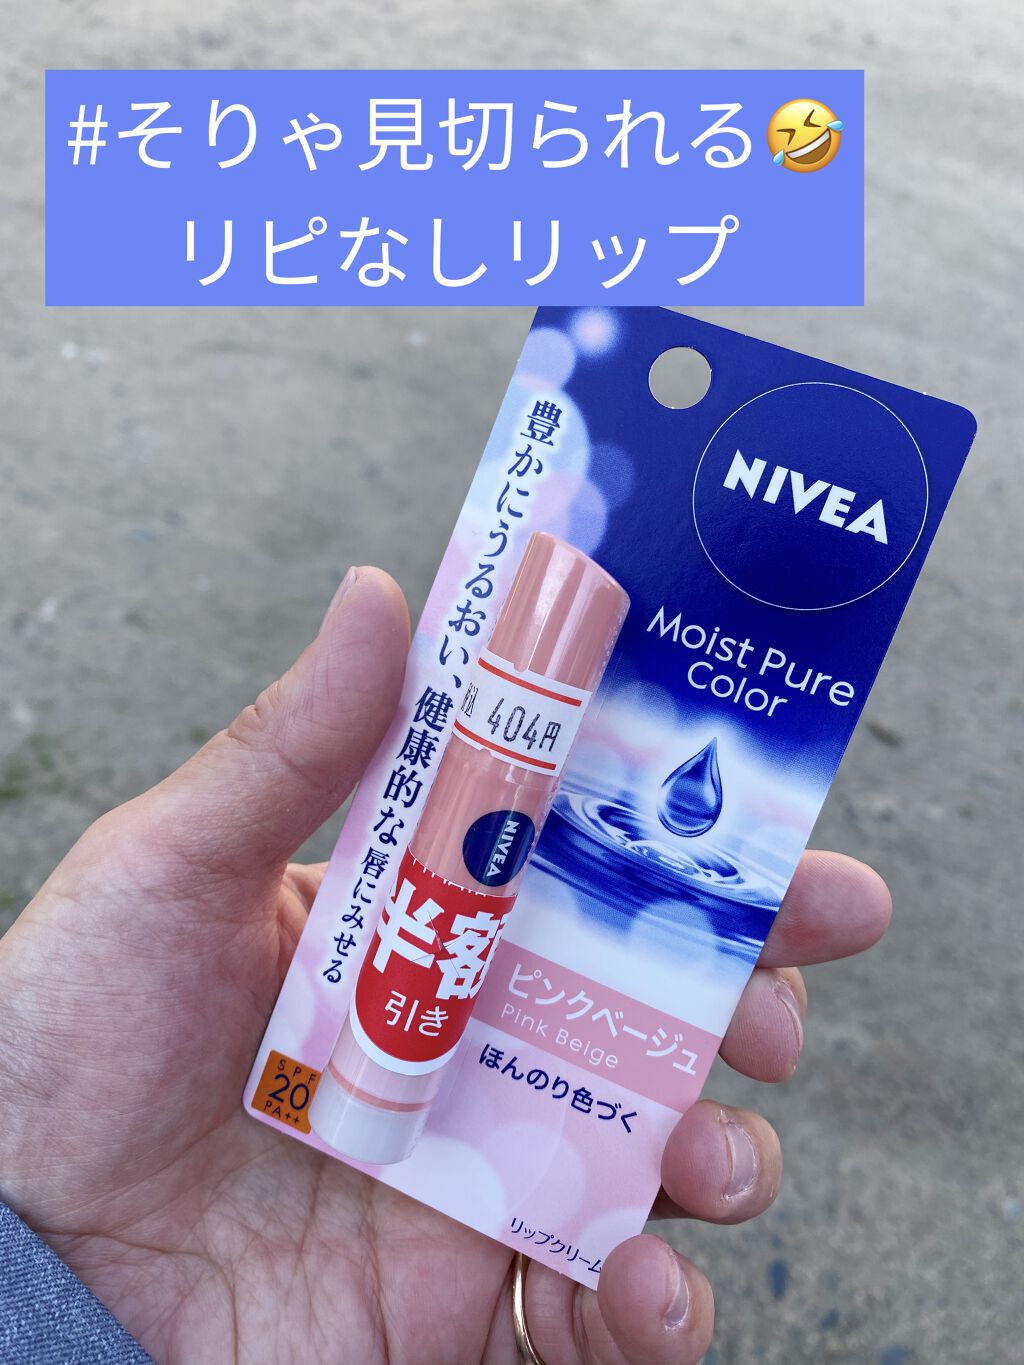 #そりゃ見切られる🤣
リピなしリップ
NIVEA
Moist Pure
Color
豊かにうるおい、健康的な唇にみせる
税込 404円
NIVEA
半額
引き
ピンクベージュ
Pink Beige
ほんのり色づく
SPF
20
PA++
リップクリーム